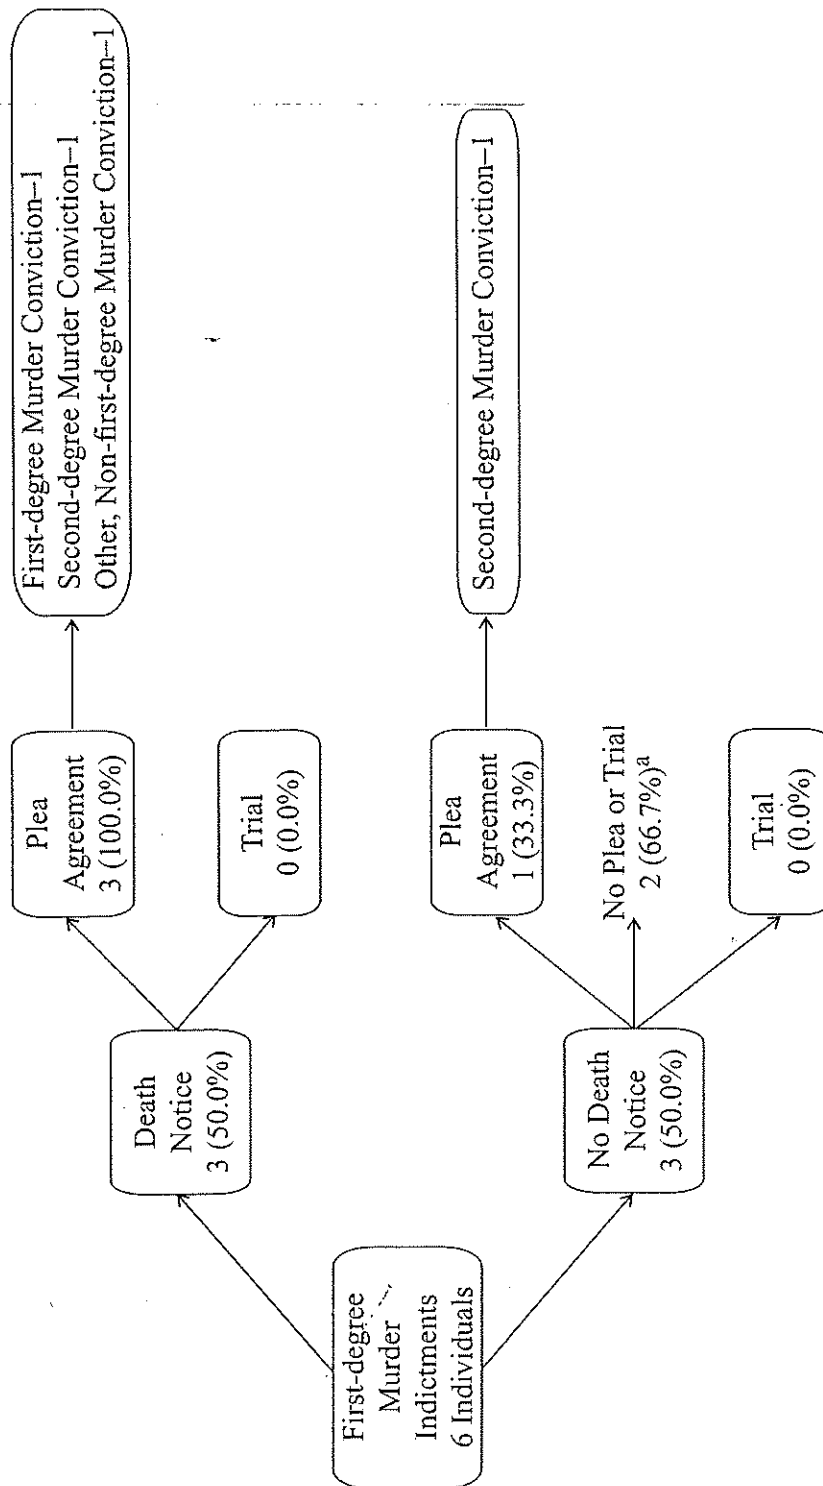 First-degree
Murder
Indictments
6 Individuals
Death
Notice
3 (50.0%)
Plea
Agreement
3 (100.0%)
First-degree Murder Conviction–1
Second-degree Murder Conviction–1
Other, Non-first-degree Murder Conviction–1
Trial
0 (0.0%)
No Death
Notice
3 (50.0%)
Plea
Agreement
1 (33.3%)
Second-degree Murder Conviction–1
No Plea or Trial
2 (66.7%)a
Trial
0 (0.0%)